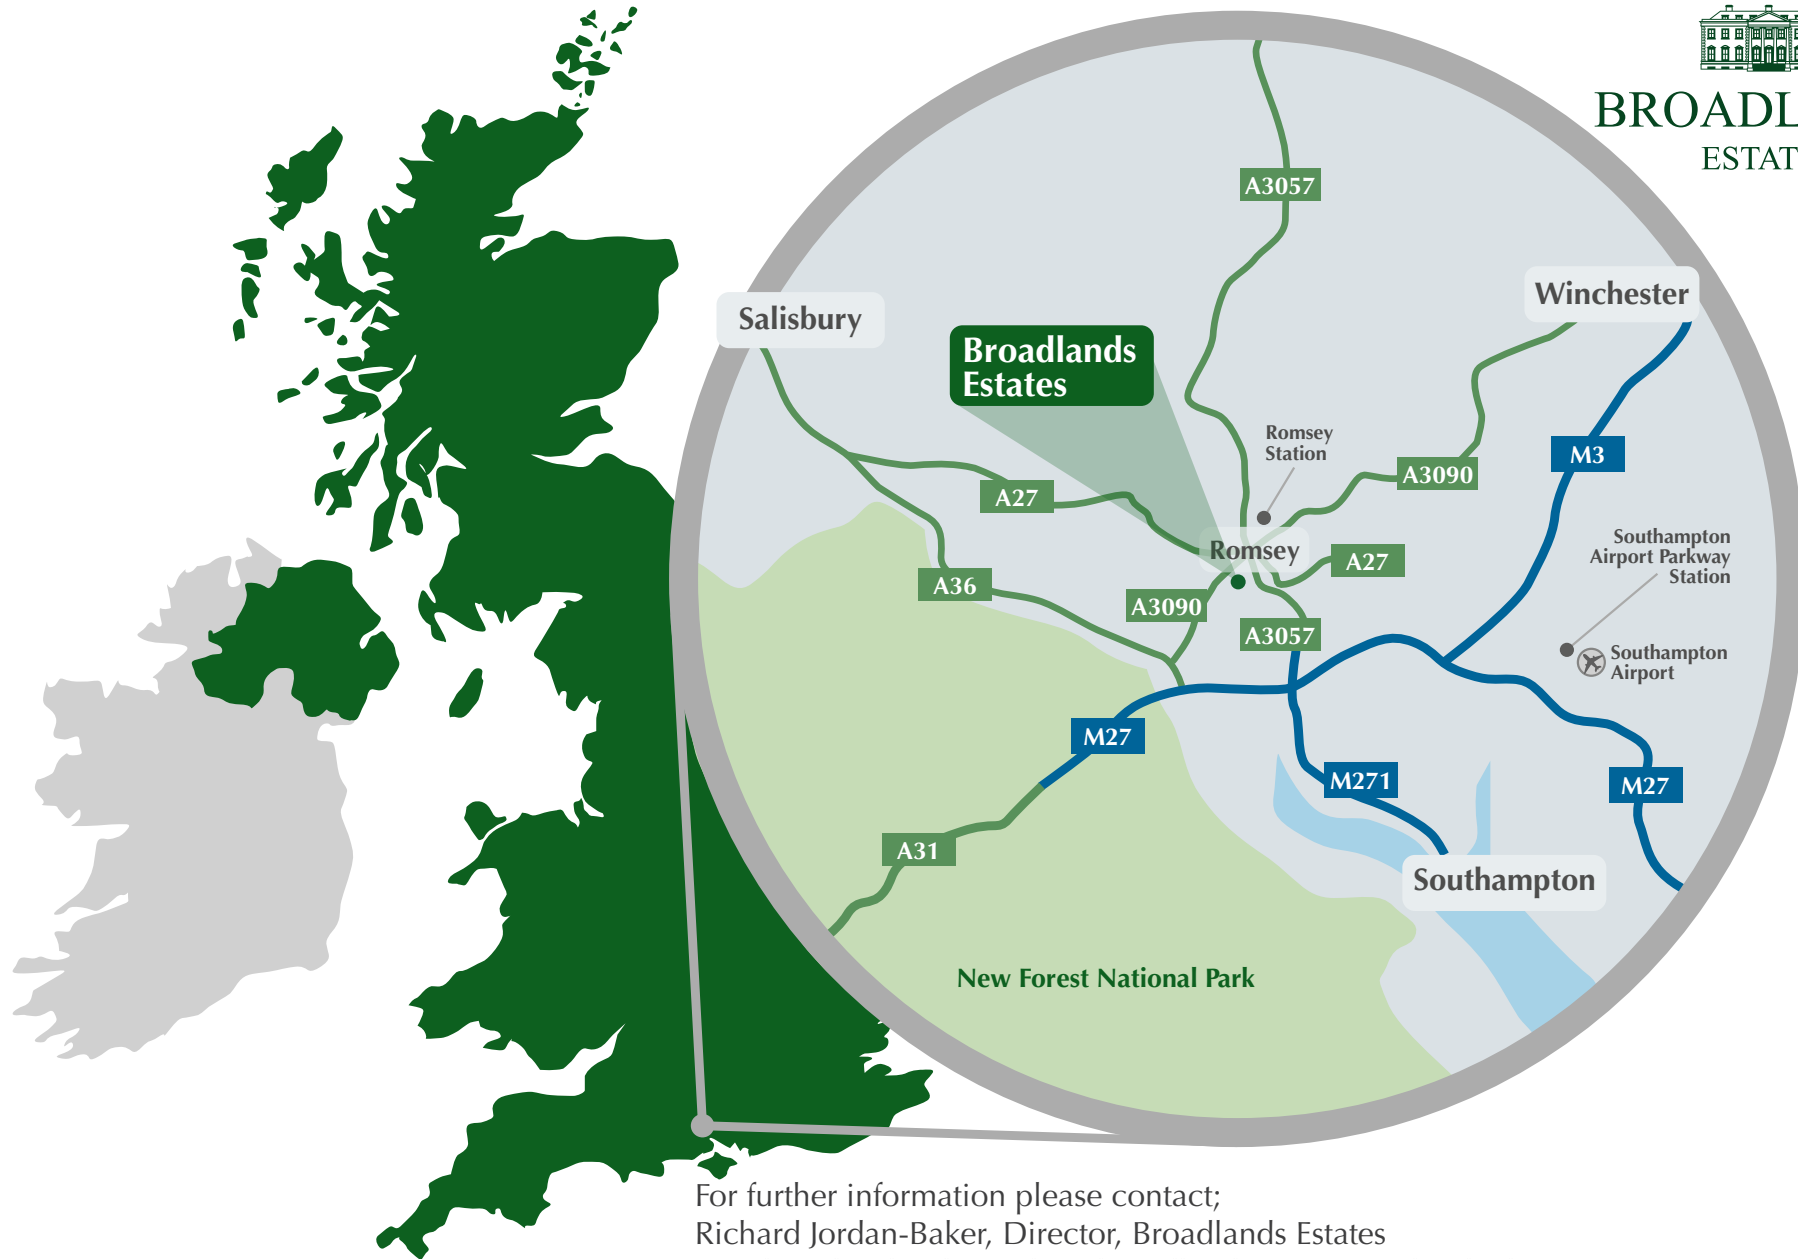 BROADL
ESTAT
A3057
Winchester
Salisbury
Broadlands
Estates
Romsey
Station
M3
A3090
A27
Southampton
Airport Parkway
Station
Romsey
A27
A36
A3090
A3057
Southampton
Airport
M27
M271
M27
A31
Southampton
New Forest National Park
For further information please contact;
Richard Jordan-Baker, Director, Broadlands Estates